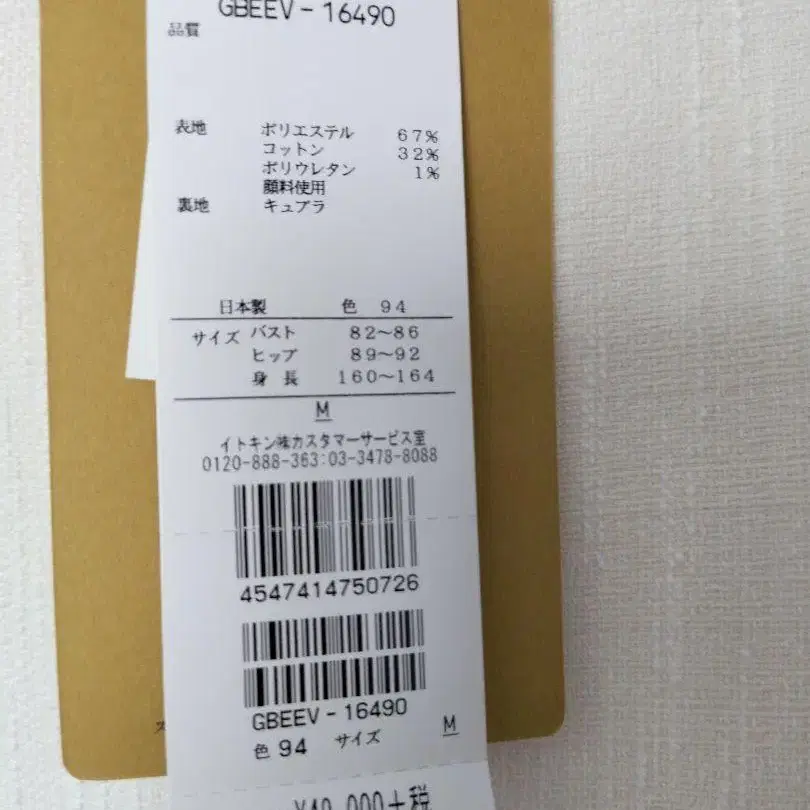 GBEEV-16490
品質
表地 ポリエステル 67%
コットン 32%
ポリウレタン 1%
顔料使用
裏地 キュプラ
日本製 色 94
サイズ バスト 82〜86
ヒップ 89〜92
身長 160〜164
M
イトキン㈱カスタマーサービス室
0120-888-363:03-3478-8088
4547414750726
GBEEV-16490
色 94 サイズ M